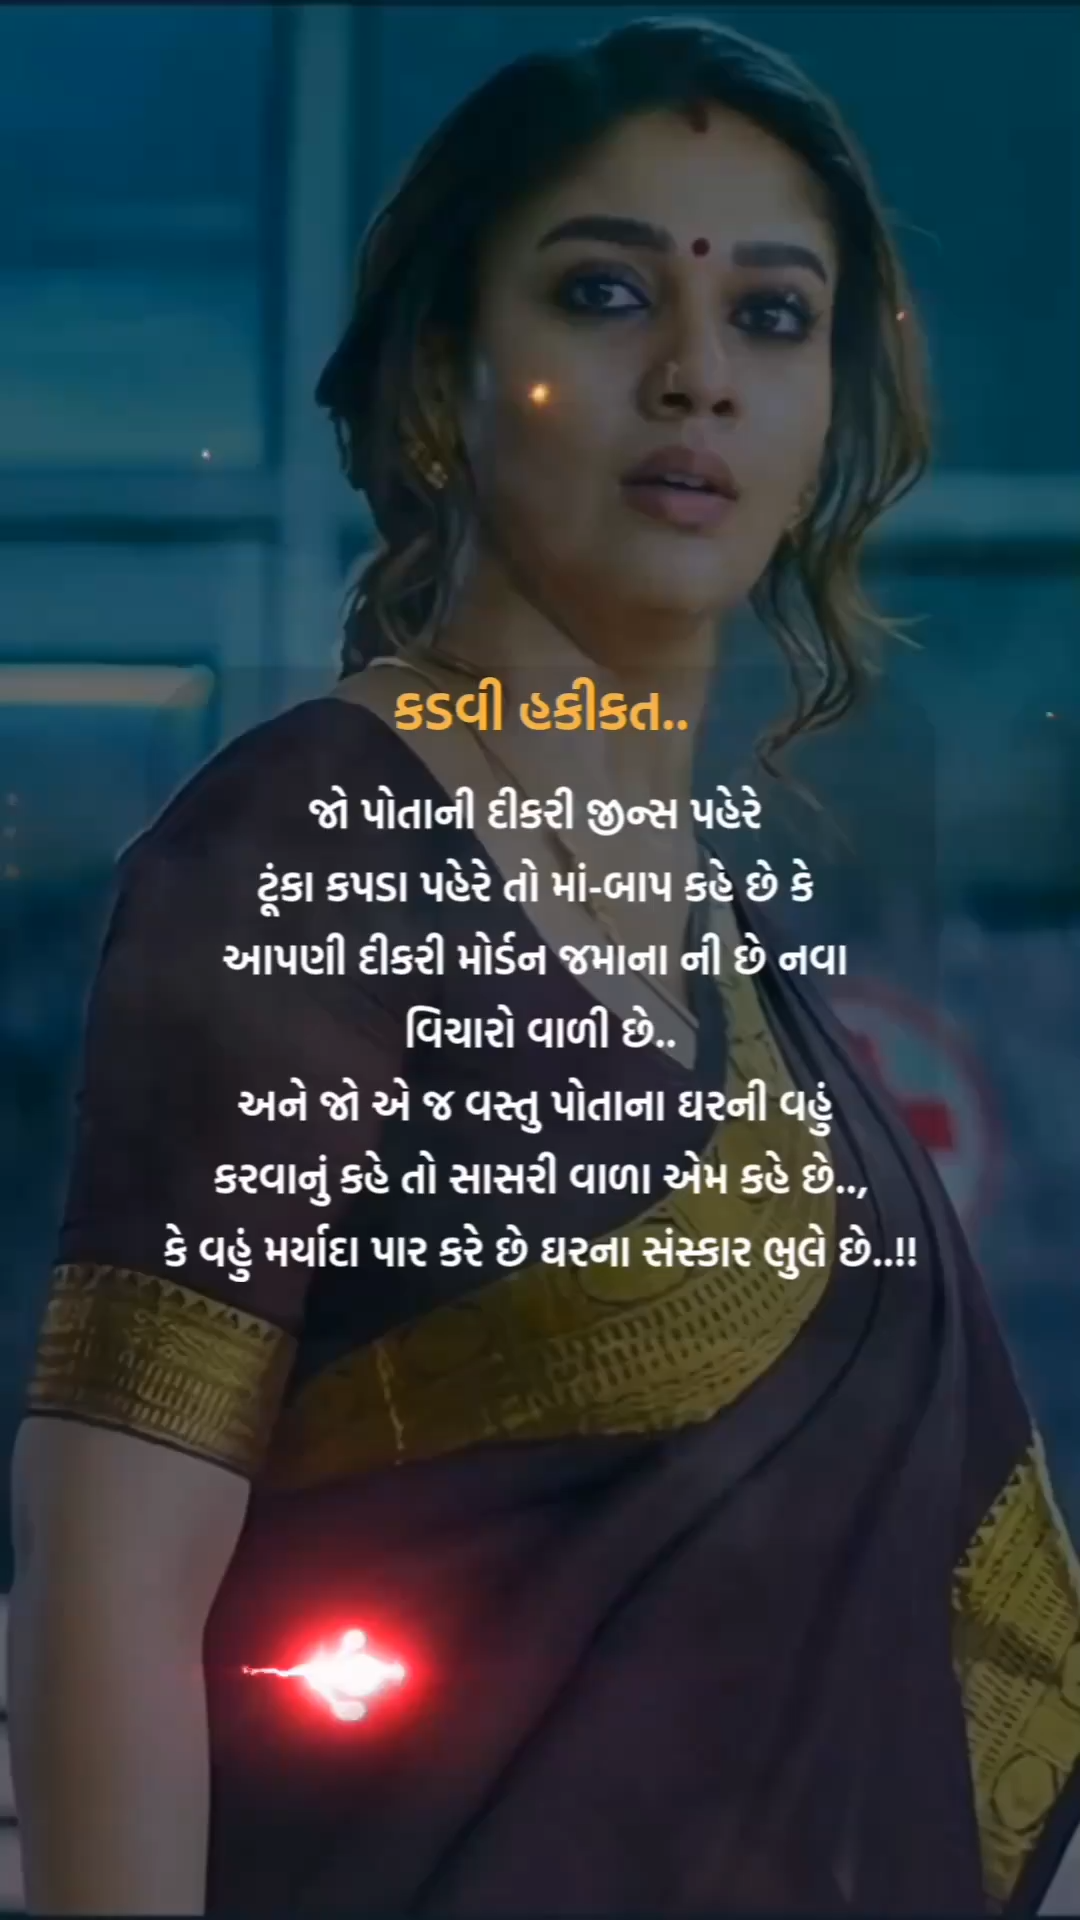 કડવી હકીકત..
જો પોતાની દીકરી જીન્સ પહેરે
ટૂંકા કપડા પહેરે તો માં-બાપ કહે છે કે
આપણી દીકરી મોર્ડન જમાના ની છે નવા
વિચારો વાળી છે..
અને જો એ જ વસ્તુ પોતાના ઘરની વહું
કરવાનું કહે તો સાસરી વાળા એમ કહે છે..,
કે વહું મર્યાદા પાર કરે છે ઘરના સંસ્કાર ભુલે છે..!!